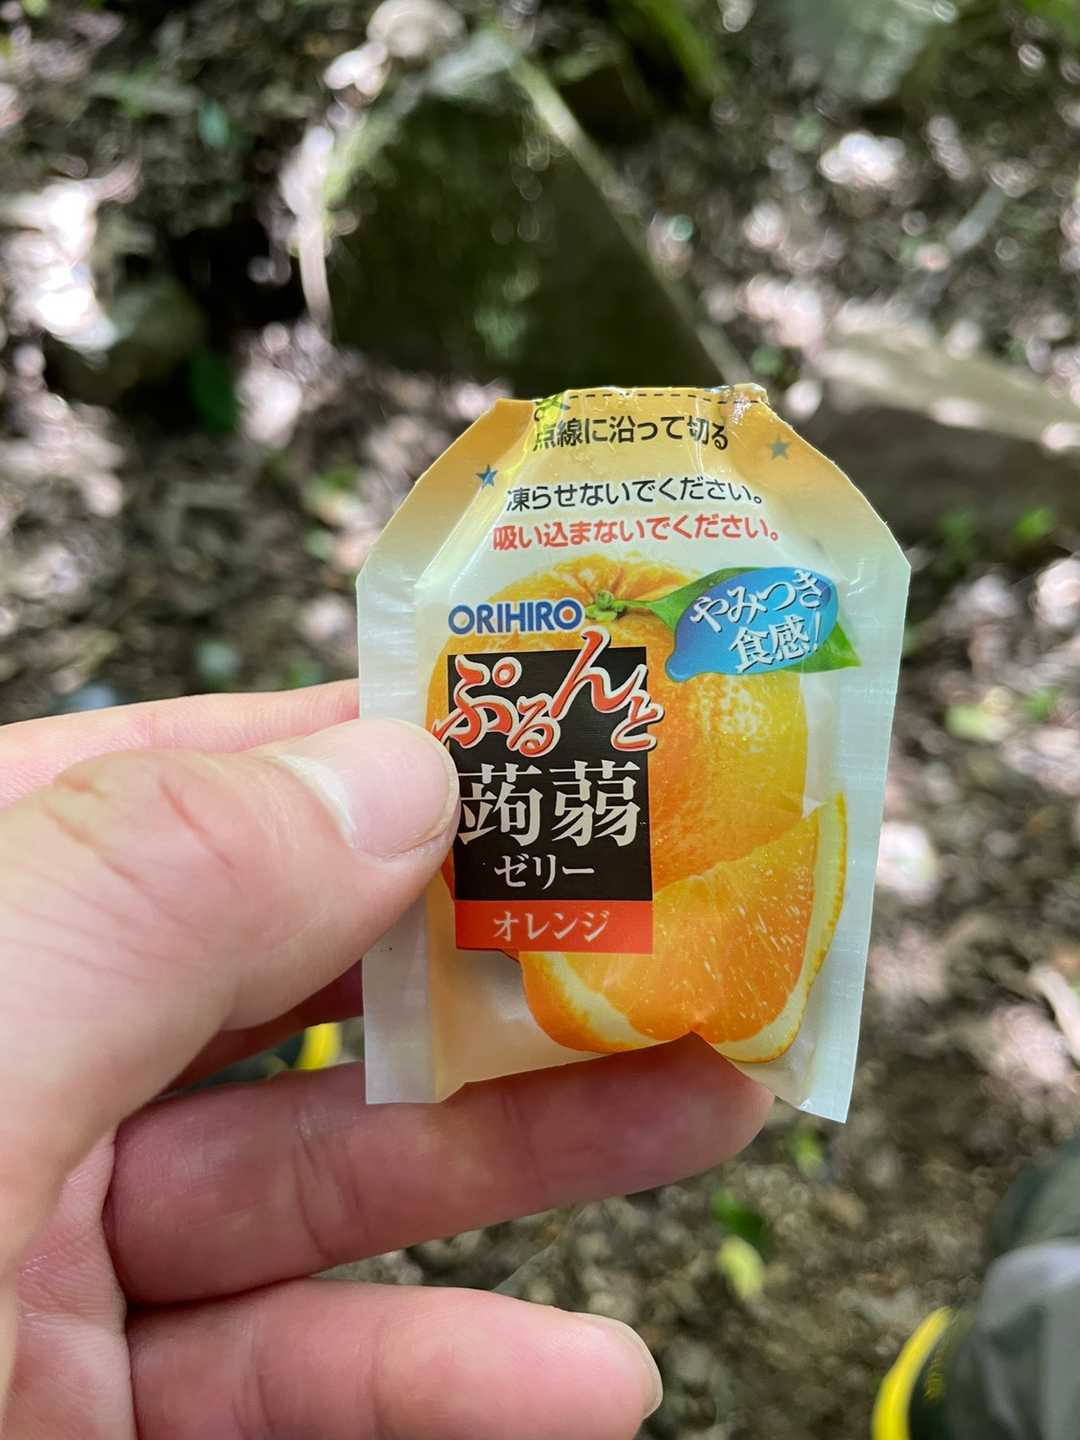 点線に沿って切る
凍らせないでください。
吸い込まないでください。
ORIHIRO
やみつき
食感!
ぷるんと
蒟蒻
ゼリー
オレンジ